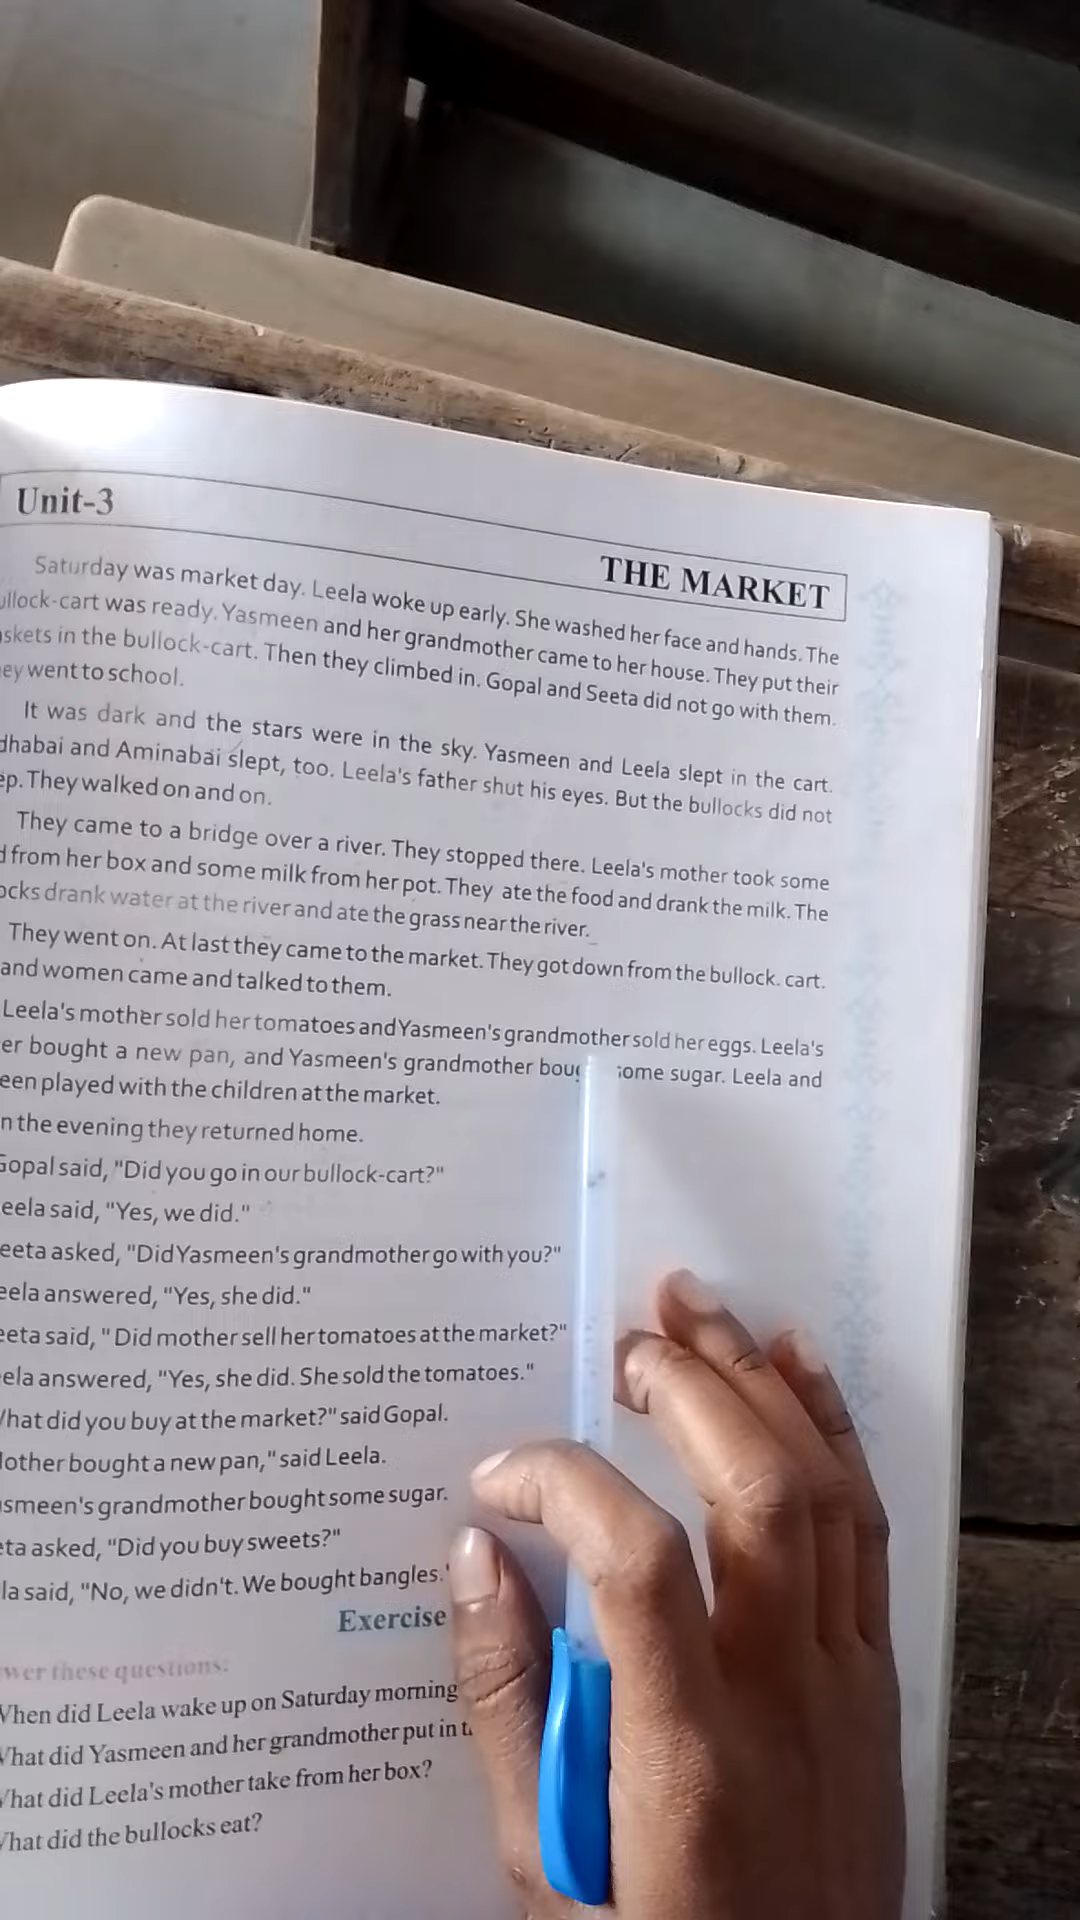 Unit-3
THE MARKET
Saturday was market day. Leela woke up early. She washed her face and hands. The
ullock-cart was ready. Yasmeen and her grandmother came to her house. They put their
askets in the bullock-cart. Then they climbed in. Gopal and Seeta did not go with them.
ey went to school.
It was dark and the stars were in the sky. Yasmeen and Leela slept in the cart.
dhabai and Aminabai slept, too. Leela's father shut his eyes. But the bullocks did not
ep. They walked on and on.
They came to a bridge over a river. They stopped there. Leela's mother took some
d from her box and some milk from her pot. They ate the food and drank the milk. The
ocks drank water at the river and ate the grass near the river.
They went on. At last they came to the market. They got down from the bullock. cart.
and women came and talked to them.
Leela's mother sold her tomatoes and Yasmeen's grandmother sold her eggs. Leela's
er bought a new pan, and Yasmeen's grandmother boug some sugar. Leela and
een played with the children at the market.
n the evening they returned home.
Gopal said, "Did you go in our bullock-cart?"
eela said, "Yes, we did."
eeta asked, "Did Yasmeen's grandmother go with you?"
eela answered, "Yes, she did."
eeta said, " Did mother sell her tomatoes at the market?"
ela answered, "Yes, she did. She sold the tomatoes."
What did you buy at the market?" said Gopal.
Mother bought a new pan," said Leela.
asmeen's grandmother bought some sugar.
eta asked, "Did you buy sweets?"
la said, "No, we didn't. We bought bangles."
Exercise
wer these questions:
When did Leela wake up on Saturday morning
What did Yasmeen and her grandmother put in t
What did Leela's mother take from her box?
What did the bullocks eat?